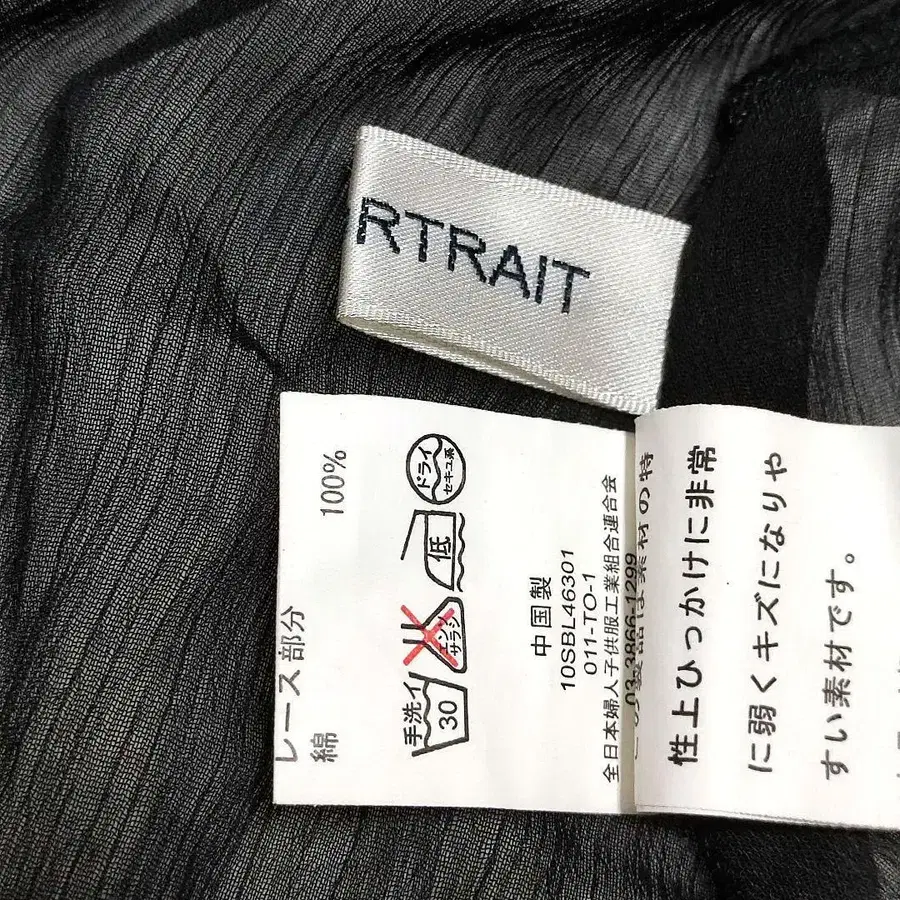 RTRAIT
レース部分
綿 100%
手洗イ
30
エンソ
サラシ
低
ドライ
セキユ系
中国製
10SBL46301
011-TO-1
全日本婦人子供服工業組合連合会
03-3866-1299
性上ひっかけに非常
に弱くキズになりや
すい素材です。